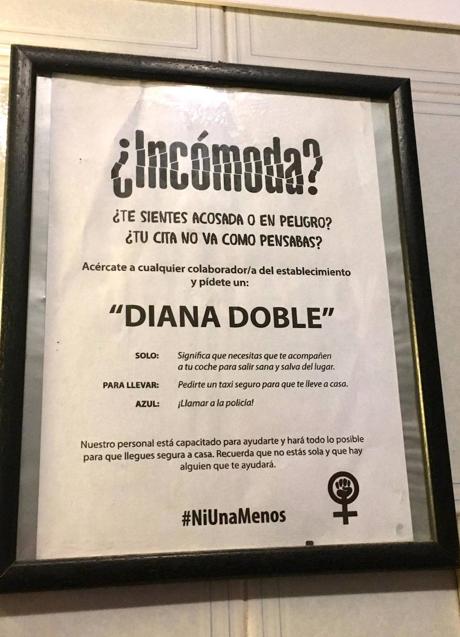 ¿Incómoda?
¿TE SIENTES ACOSADA O EN PELIGRO?
¿TU CITA NO VA COMO PENSABAS?
Acércate a cualquier colaborador/a del establecimiento
y pídete un:
“DIANA DOBLE”
SOLO: Significa que necesitas que te acompañen
a tu coche para salir sana y salva del lugar.
PARA LLEVAR: Pedirte un taxi seguro para que te lleve a casa.
AZUL: ¡Llamar a la policía!
Nuestro personal está capacitado para ayudarte y hará todo lo posible
para que llegues segura a casa. Recuerda que no estás sola y que hay
alguien que te ayudará.
#NiUnaMenos